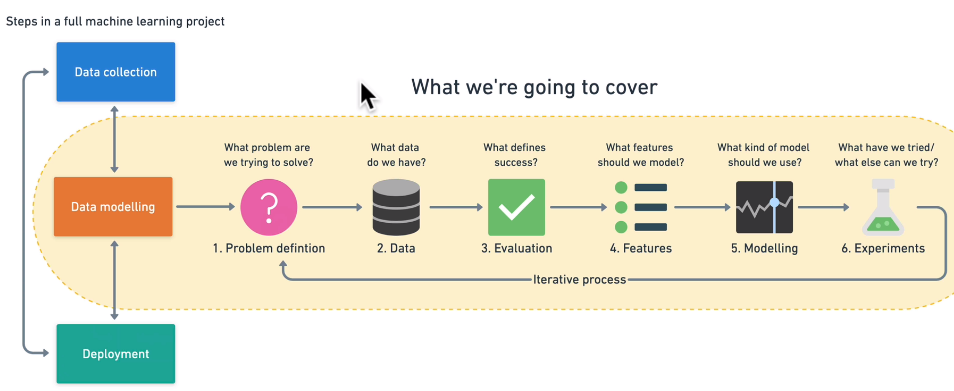 Steps in a full machine learning project
Data collection
What we're going to cover
What problem are
we trying to solve?
What data
do we have?
What defines
success?
What features
should we model?
What kind of model
should we use?
What have we tried/
what else can we try?
Data modelling
1. Problem defintion
2. Data
3. Evaluation
4. Features
5. Modelling
6. Experiments
Iterative process
Deployment